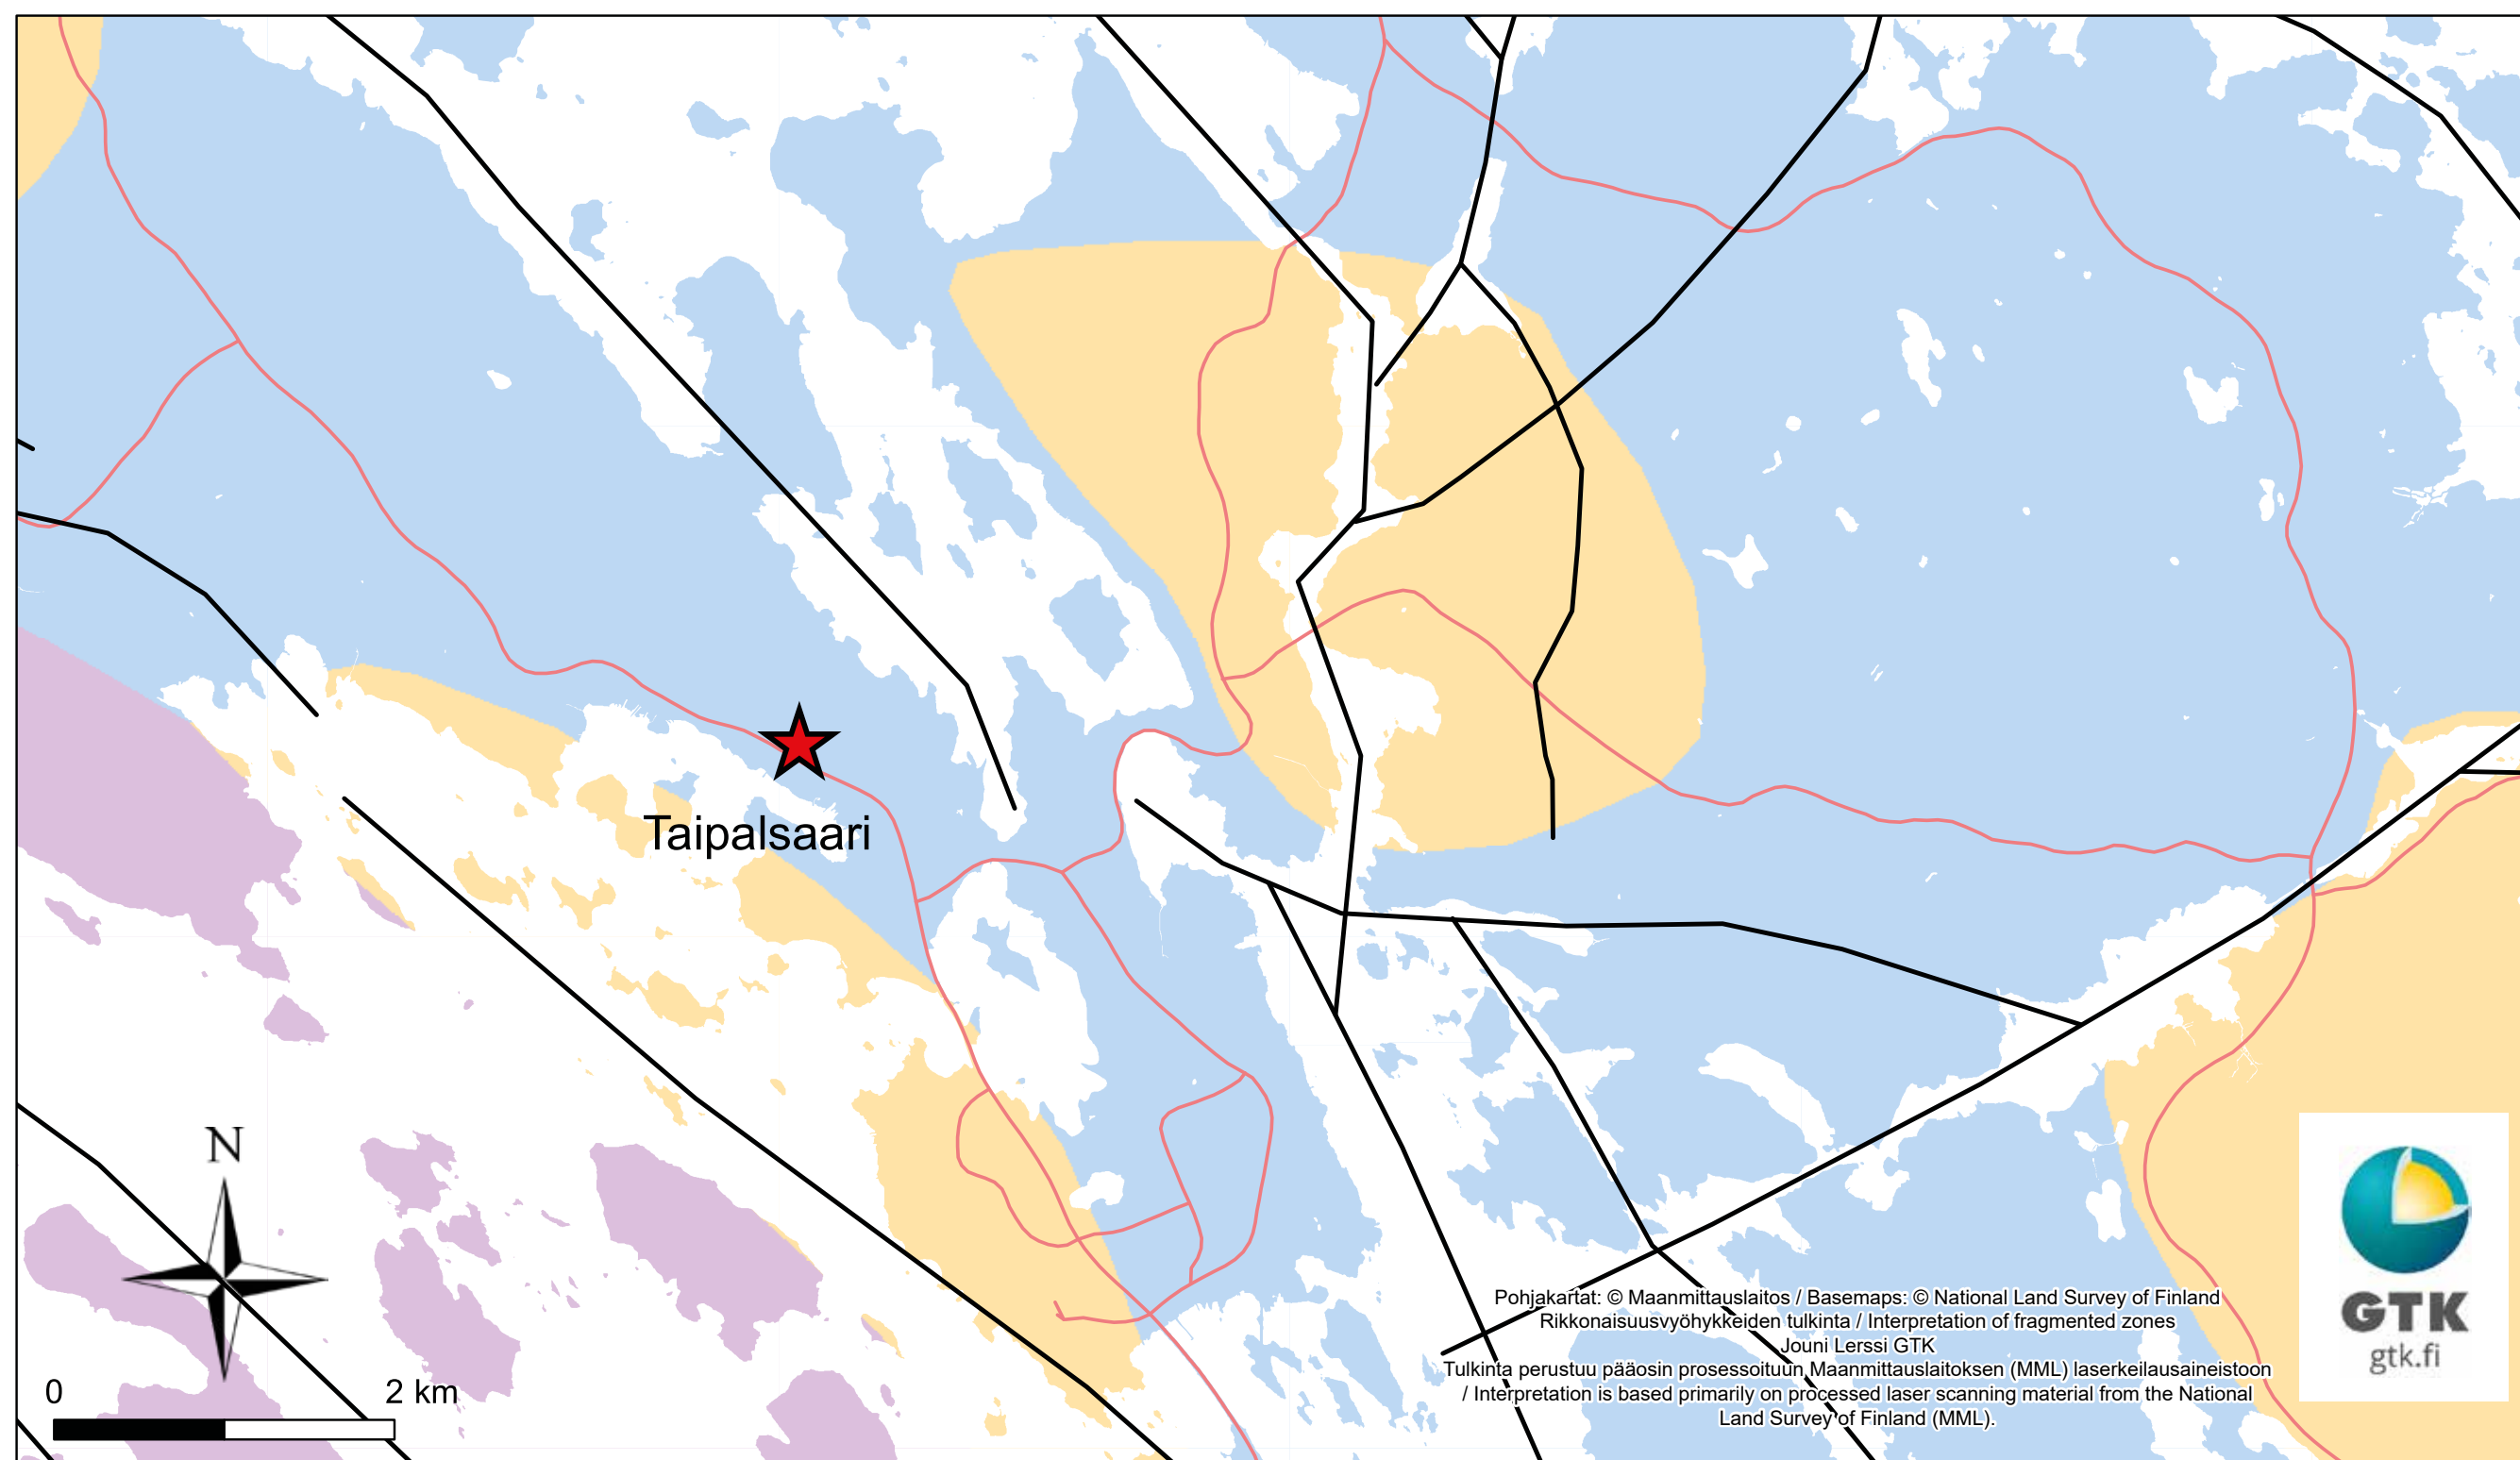 Taipalsaari
N
0 2 km
Pohjakartat: © Maanmittauslaitos / Basemaps: © National Land Survey of Finland
Rikkonaisuusvyöhykkeiden tulkinta / Interpretation of fragmented zones
Jouni Lerssi GTK
Tulkinta perustuu pääosin prosessoituun Maanmittauslaitoksen (MML) laserkeilausaineistoon
/ Interpretation is based primarily on processed laser scanning material from the National
Land Survey of Finland (MML).
GTK
gtk.fi